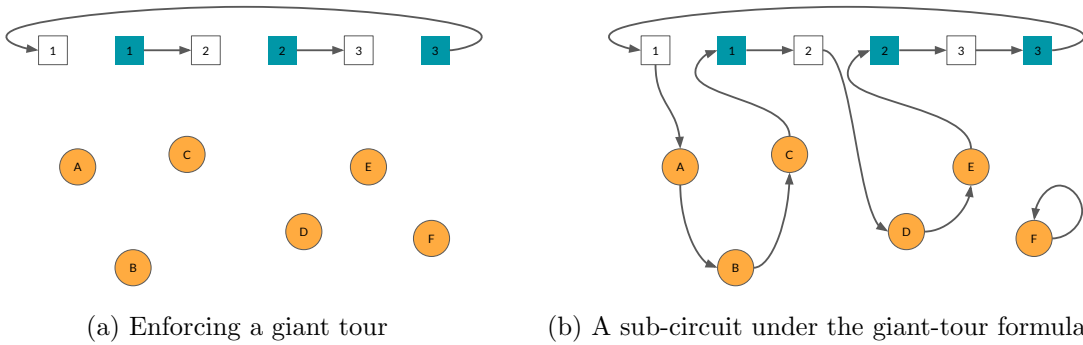 1 1 2 2 3 3
A C E
D F
B
(a) Enforcing a giant tour
1 1 2 2 3 3
A C E
D F
B
(b) A sub-circuit under the giant-tour formula